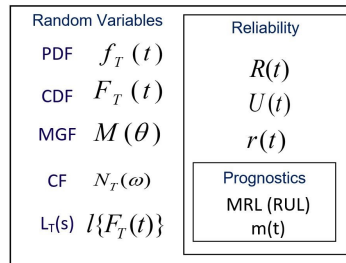 Random Variables
PDF f_T(t)
CDF F_T(t)
MGF M(θ)
CF N_T(ω)
L_T(s) l{F_T(t)}
Reliability
R(t)
U(t)
r(t)
Prognostics
MRL (RUL)
m(t)